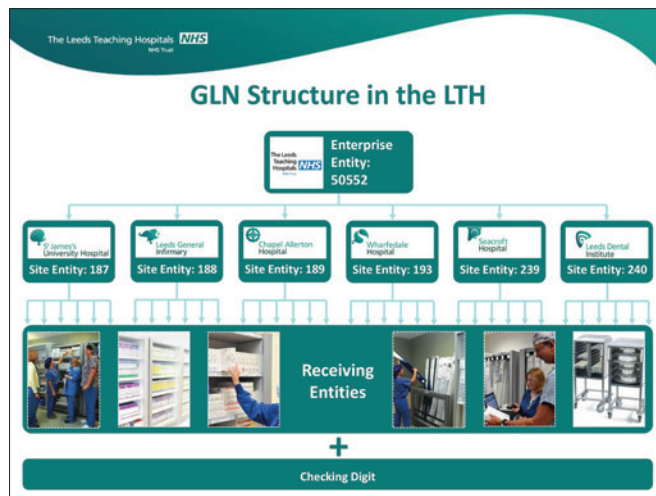 The Leeds Teaching Hospitals NHS
NHS Trust
GLN Structure in the LTH
The Leeds
Teaching
Hospitals
NHS
NHS Trust
Enterprise
Entity:
50552
St James's
University Hospital
Site Entity: 187
Leeds General
Infirmary
Site Entity: 188
Chapel Allerton
Hospital
Site Entity: 189
Wharfedale
Hospital
Site Entity: 193
Seacroft
Hospital
Site Entity: 239
Leeds Dental
Institute
Site Entity: 240
Receiving
Entities
+
Checking Digit